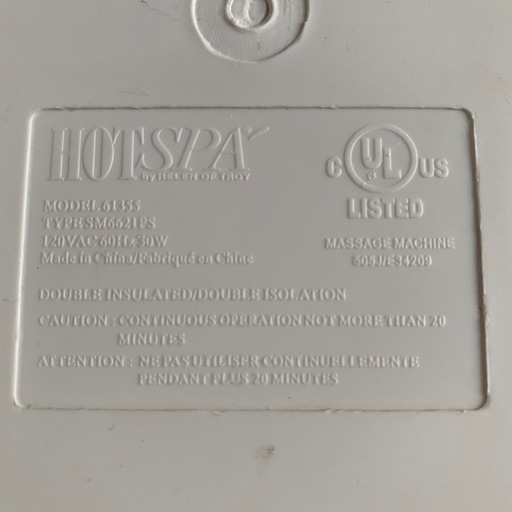 HOTSPA
by HELEN OF TROY
MODEL 61355
TYPE:SM6621PS
120VAC 60Hz 30W
Made in China/Fabriqué en Chine
C UL US
LISTED
MASSAGE MACHINE
505J/E34209
DOUBLE INSULATED/DOUBLE ISOLATION
CAUTION : CONTINUOUS OPERATION NOT MORE THAN 20
MINUTES
ATTENTION : NE PAS UTILISER CONTINUELLEMENTE
PENDANT PLUS 20 MINUTES